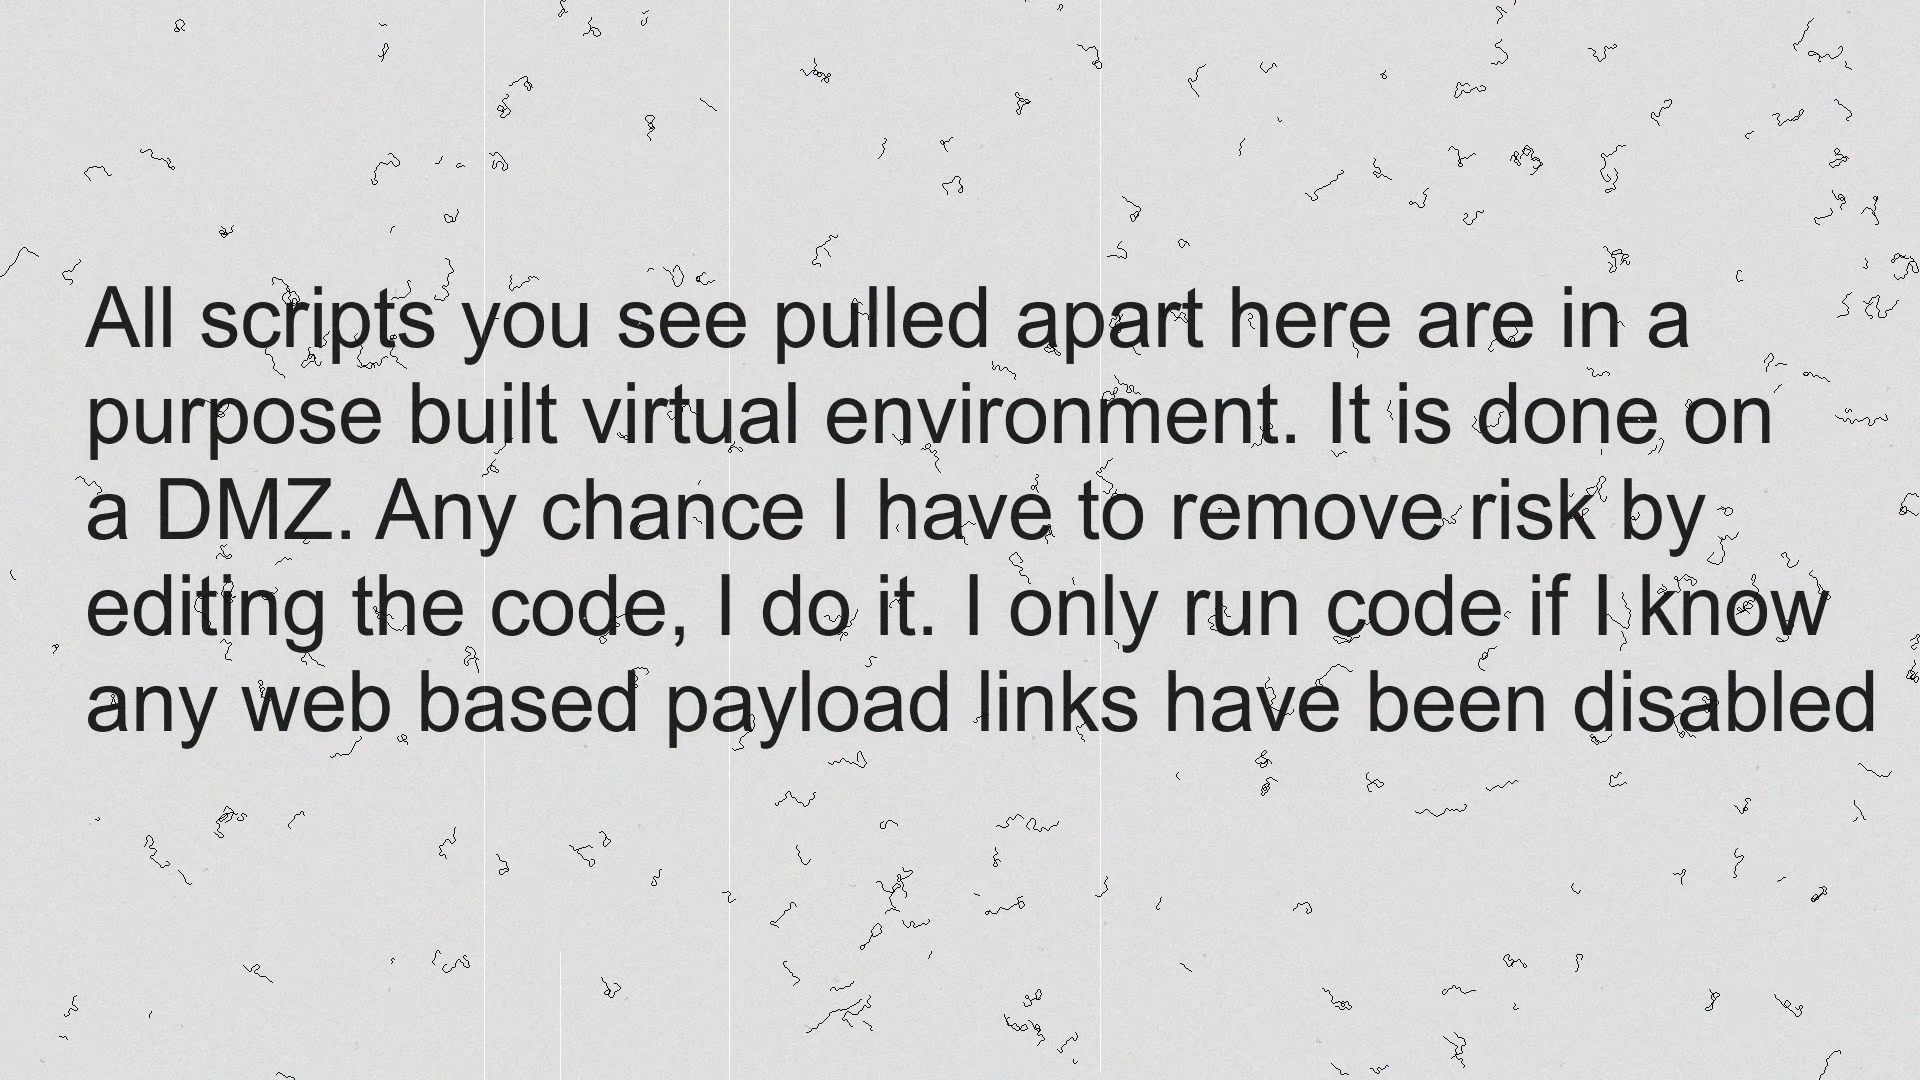 All scripts you see pulled apart here are in a
purpose built virtual environment. It is done on
a DMZ. Any chance I have to remove risk by
editing the code, I do it. I only run code if I know
any web based payload links have been disabled